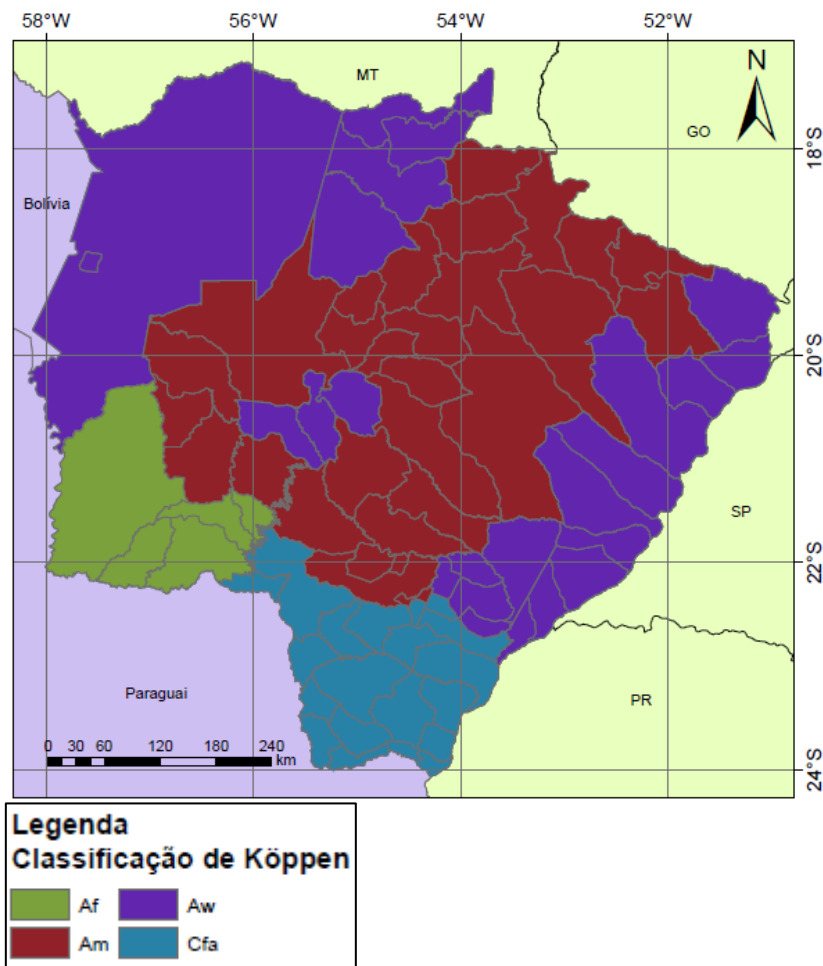 58°W 56°W 54°W 52°W
MT
N
GO
18°S
Bolívia
20°S
SP
22°S
Paraguai
PR
0 30 60 120 180 240
km
24°S
Legenda
Classificação de Köppen
Af Aw
Am Cfa